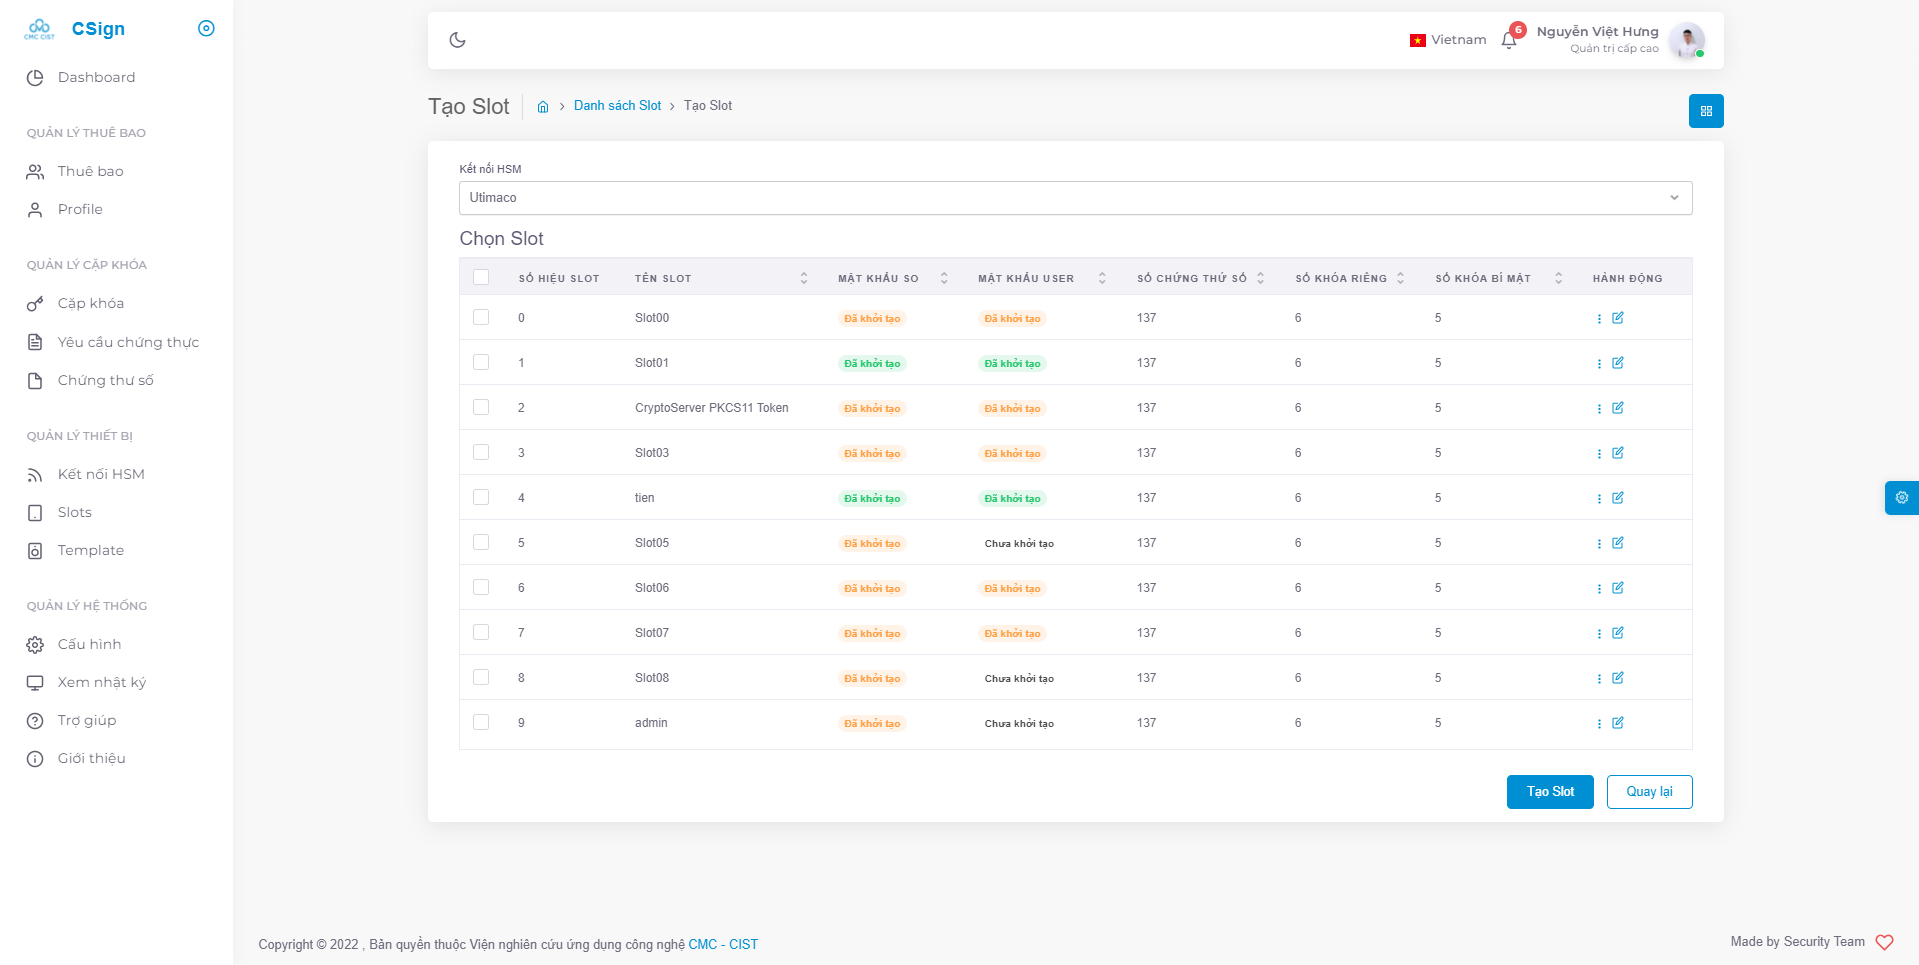 CMC CIST
CSign
Dashboard
QUẢN LÝ THUÊ BAO
Thuê bao
Profile
QUẢN LÝ CẶP KHÓA
Cặp khóa
Yêu cầu chứng thực
Chứng thư số
QUẢN LÝ THIẾT BỊ
Kết nối HSM
Slots
Template
QUẢN LÝ HỆ THỐNG
Cấu hình
Xem nhật ký
Trợ giúp
Giới thiệu
Vietnam
6
Nguyễn Việt Hưng
Quản trị cấp cao
Tạo Slot
Danh sách Slot
Tạo Slot
Kết nối HSM
Utimaco
Chọn Slot
SỐ HIỆU SLOT TÊN SLOT MẬT KHẨU SO MẬT KHẨU USER SỐ CHỨNG THƯ SỐ SỐ KHÓA RIÊNG SỐ KHÓA BÍ MẬT HÀNH ĐỘNG
0 Slot00 Đã khởi tạo Đã khởi tạo 137 6 5
1 Slot01 Đã khởi tạo Đã khởi tạo 137 6 5
2 CryptoServer PKCS11 Token Đã khởi tạo Đã khởi tạo 137 6 5
3 Slot03 Đã khởi tạo Đã khởi tạo 137 6 5
4 tien Đã khởi tạo Đã khởi tạo 137 6 5
5 Slot05 Đã khởi tạo Chưa khởi tạo 137 6 5
6 Slot06 Đã khởi tạo Đã khởi tạo 137 6 5
7 Slot07 Đã khởi tạo Đã khởi tạo 137 6 5
8 Slot08 Đã khởi tạo Chưa khởi tạo 137 6 5
9 admin Đã khởi tạo Chưa khởi tạo 137 6 5
Tạo Slot
Quay lại
Copyright © 2022 , Bản quyền thuộc Viện nghiên cứu ứng dụng công nghệ CMC - CIST
Made by Security Team